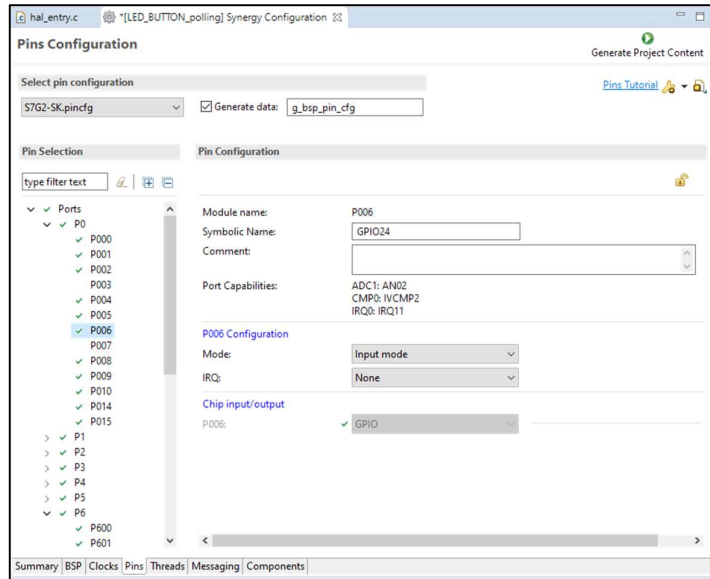 hal_entry.c *[LED_BUTTON_polling] Synergy Configuration
Pins Configuration
Generate Project Content
Select pin configuration
Pins Tutorial
S7G2-SK.pincfg Generate data: g_bsp_pin_cfg
Pin Selection
Pin Configuration
type filter text
Ports
P0
P000
P001
P002
P003
P004
P005
P006
P007
P008
P009
P010
P014
P015
P1
P2
P3
P4
P5
P6
P600
P601
Module name: P006
Symbolic Name: GPIO24
Comment:
Port Capabilities: ADC1: AN02
CMP0: IVCMP2
IRQ0: IRQ11
P006 Configuration
Mode: Input mode
IRQ: None
Chip input/output
P006: GPIO
Summary BSP Clocks Pins Threads Messaging Components